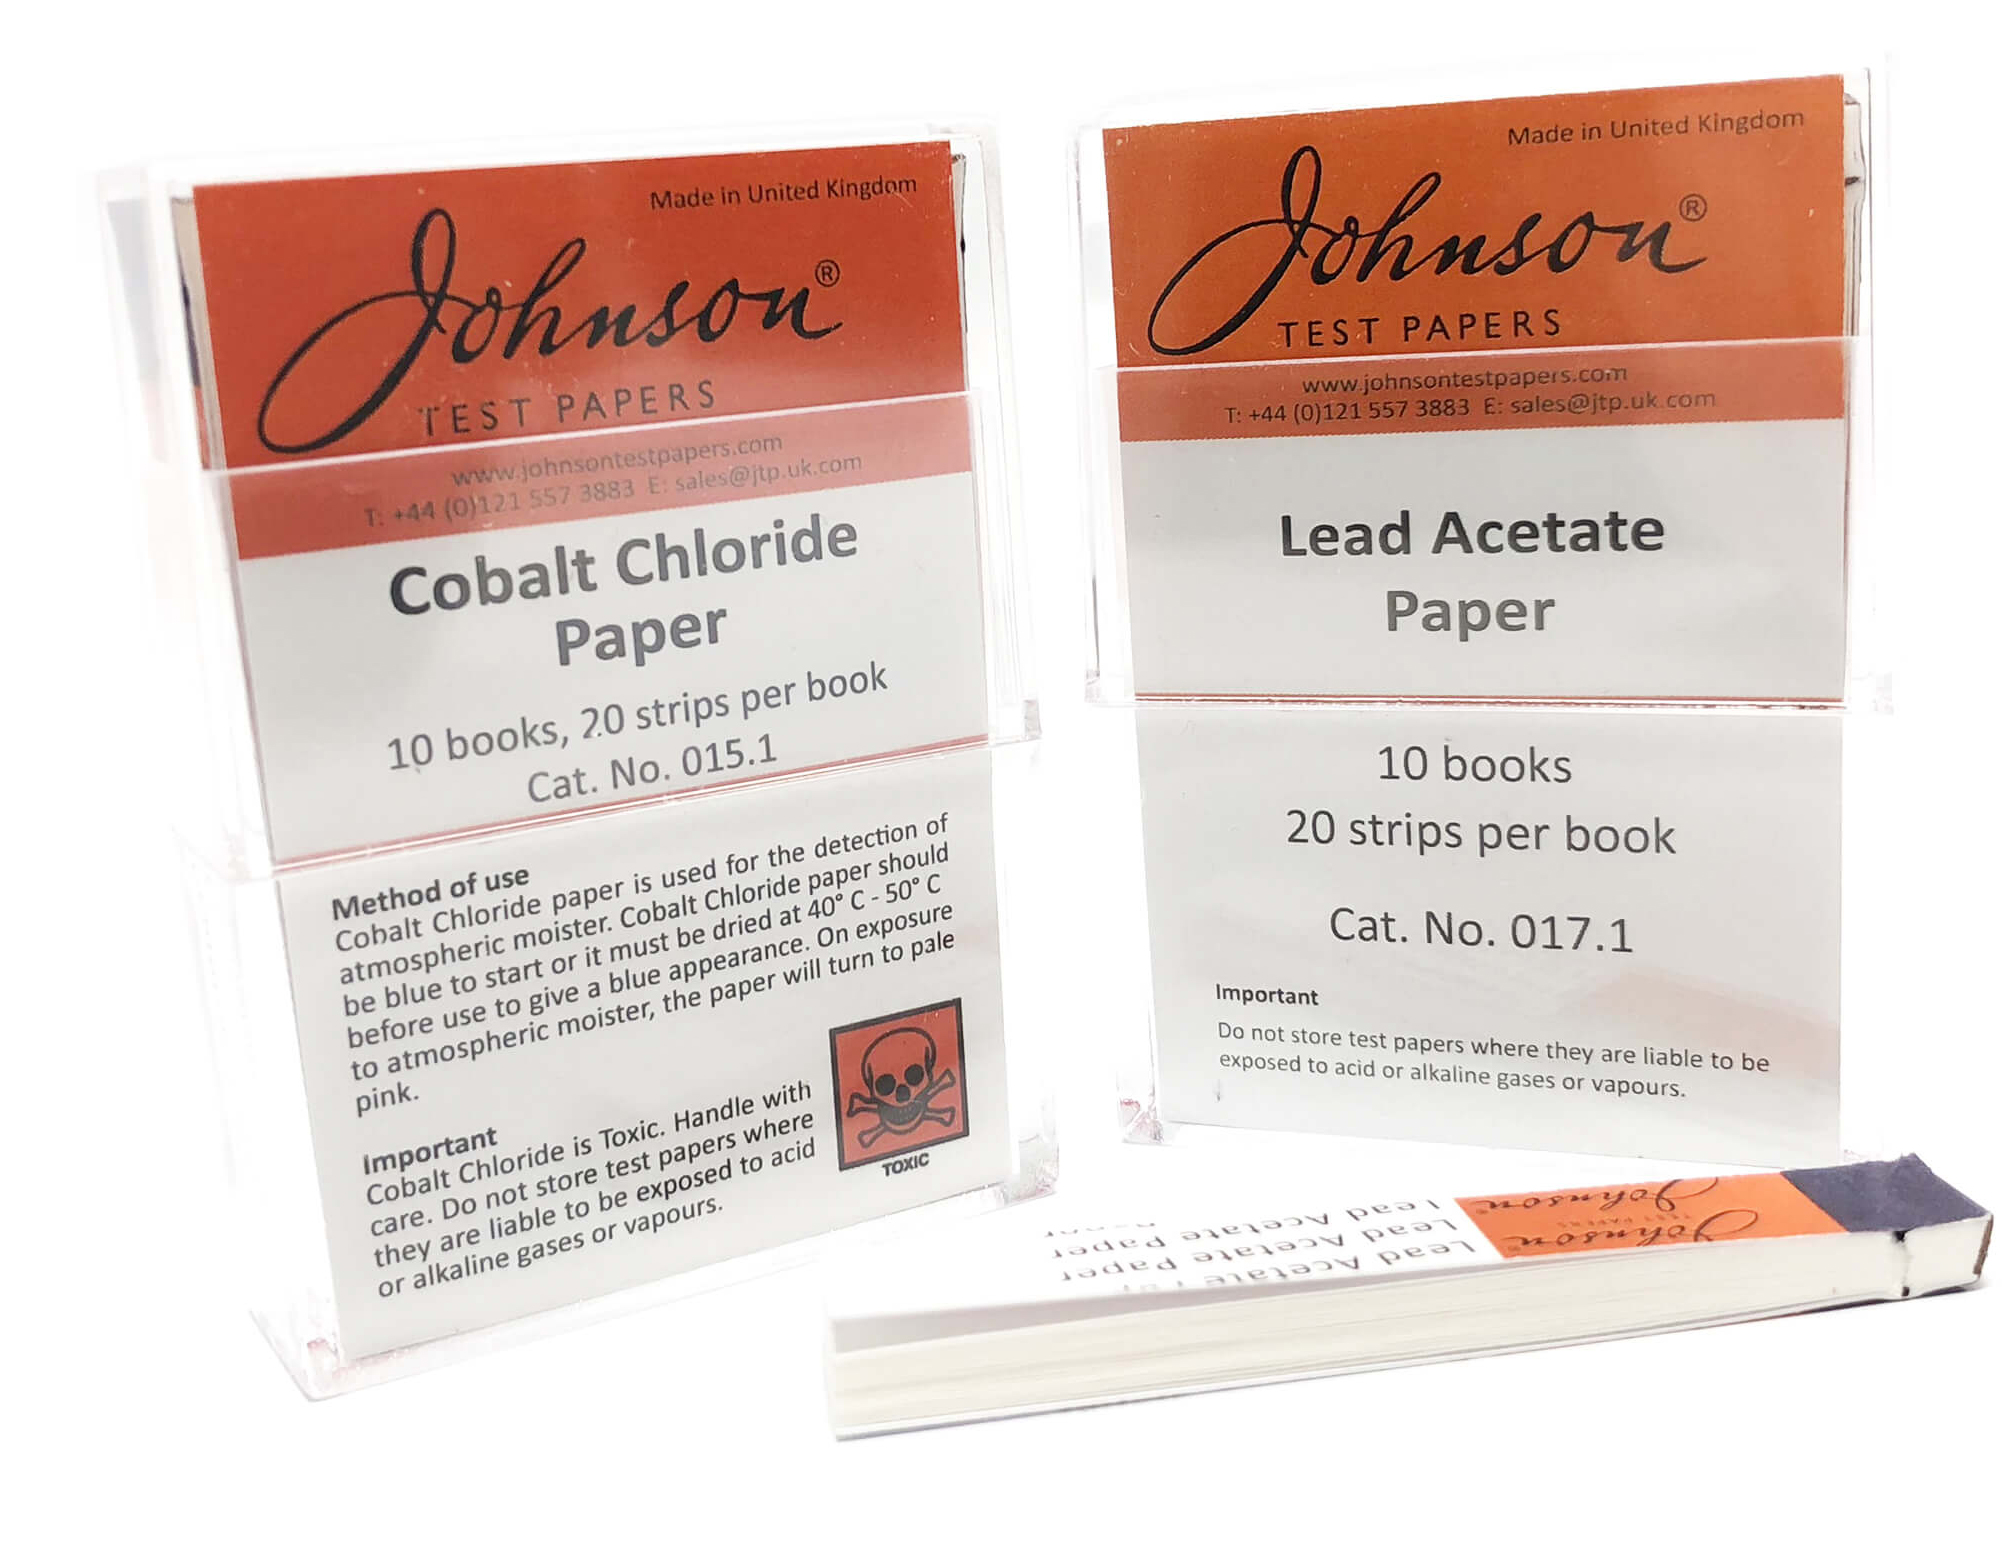 Made in United Kingdom
Johnson®
TEST PAPERS
www.johnsontestpapers.com
T: +44 (0)121 557 3883 E: sales@jtp.uk.com
Cobalt Chloride
Paper
10 books, 20 strips per book
Cat. No. 015.1
Method of use
Cobalt Chloride paper is used for the detection of
atmospheric moister. Cobalt Chloride paper should
be blue to start or it must be dried at 40° C - 50° C
before use to give a blue appearance. On exposure
to atmospheric moister, the paper will turn to pale
pink.
Important
Cobalt Chloride is Toxic. Handle with
care. Do not store test papers where
they are liable to be exposed to acid
or alkaline gases or vapours.
TOXIC
Made in United Kingdom
Johnson®
TEST PAPERS
www.johnsontestpapers.com
T: +44 (0)121 557 3883 E: sales@jtp.uk.com
Lead Acetate
Paper
10 books
20 strips per book
Cat. No. 017.1
Important
Do not store test papers where they are liable to be
exposed to acid or alkaline gases or vapours.
Johnson
Johnson
TEST PAPERS
Lead Acetate Paper
Lead Acetate Paper
Lead Acetate